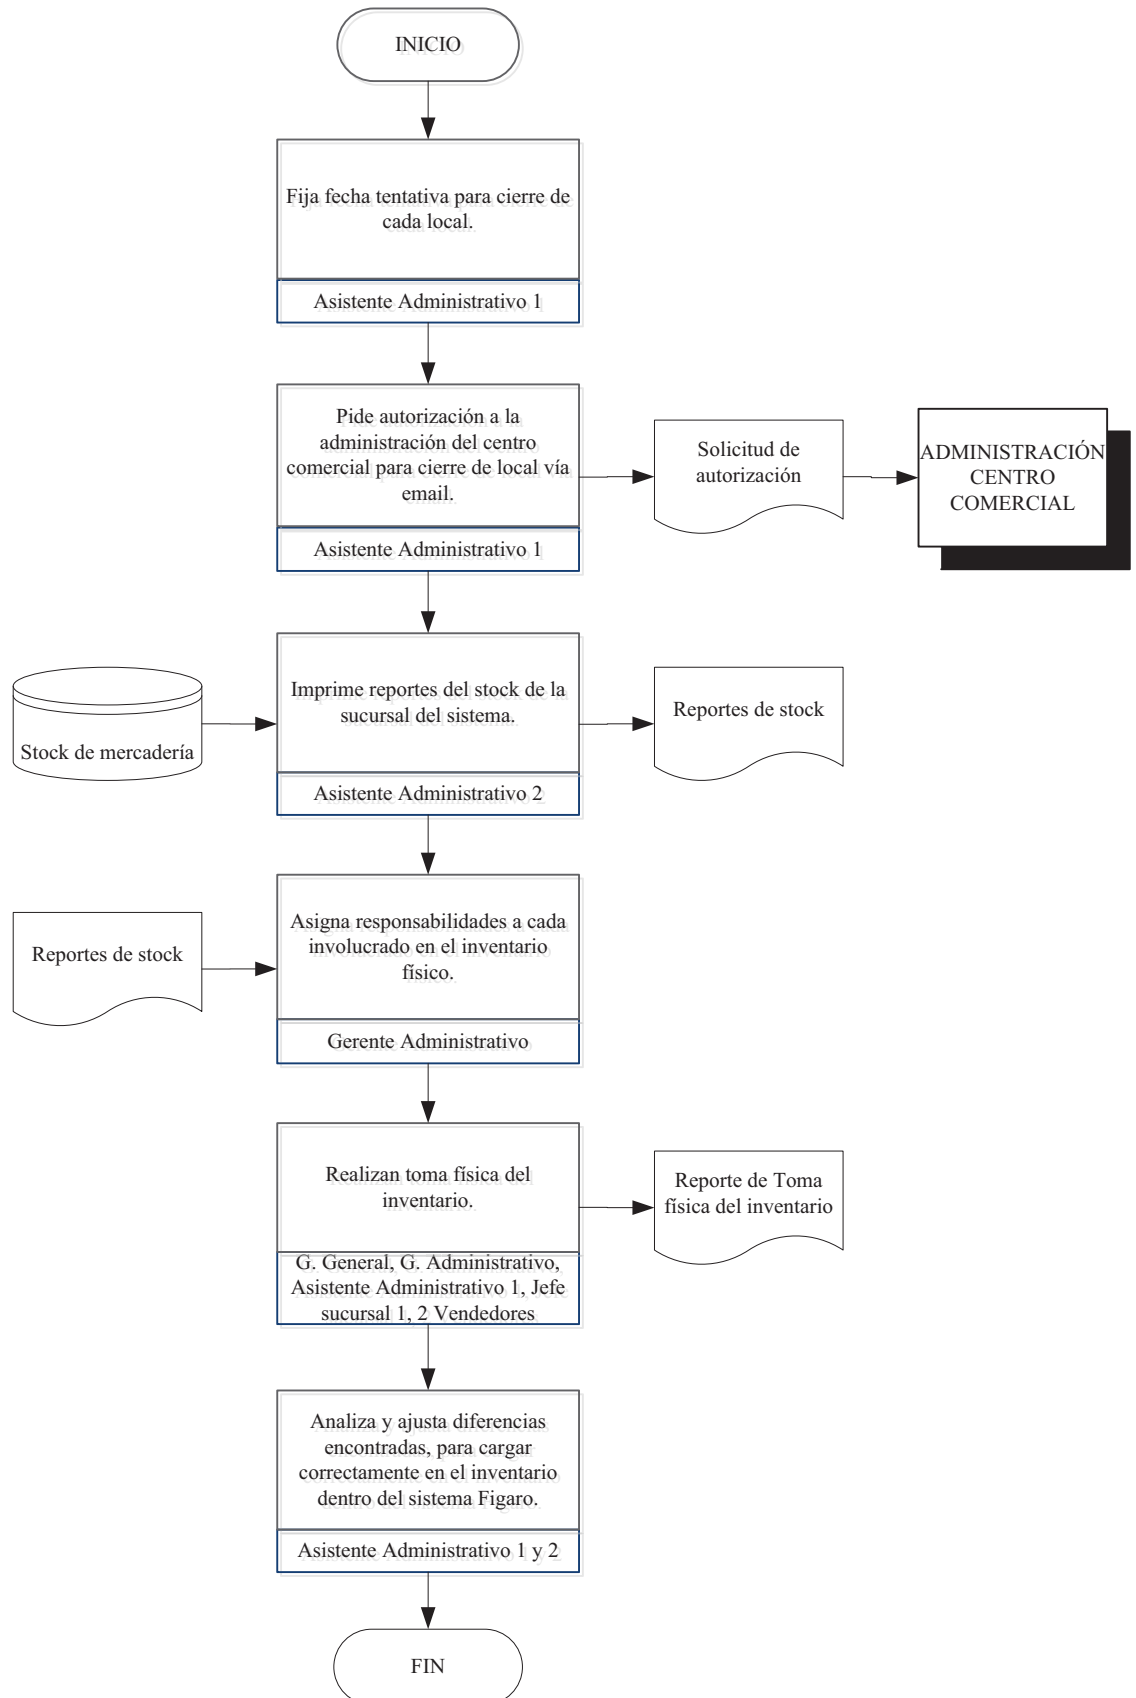 INICIO
Fija fecha tentativa para cierre de
cada local.
Asistente Administrativo 1
Pide autorización a la
administración del centro
comercial para cierre de local vía
email.
Asistente Administrativo 1
Solicitud de
autorización
ADMINISTRACIÓN
CENTRO
COMERCIAL
Stock de mercadería
Imprime reportes del stock de la
sucursal del sistema.
Asistente Administrativo 2
Reportes de stock
Reportes de stock
Asigna responsabilidades a cada
involucrado en el inventario
físico.
Gerente Administrativo
Realizan toma física del
inventario.
G. General, G. Administrativo,
Asistente Administrativo 1, Jefe
sucursal 1, 2 Vendedores
Reporte de Toma
física del inventario
Analiza y ajusta diferencias
encontradas, para cargar
correctamente en el inventario
dentro del sistema Figaro.
Asistente Administrativo 1 y 2
FIN